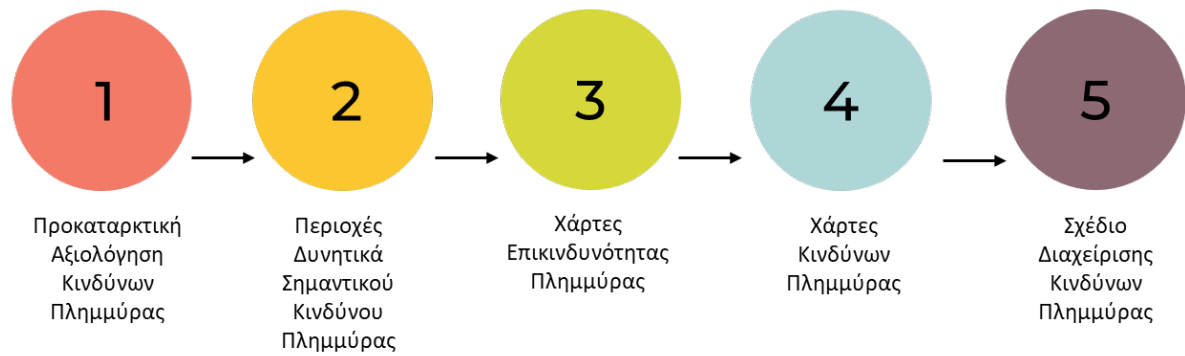 1
2
3
4
5
Προκαταρκτική
Αξιολόγηση
Κινδύνων
Πλημμύρας
Περιοχές
Δυνητικά
Σημαντικού
Κινδύνου
Πλημμύρας
Χάρτες
Επικινδυνότητας
Πλημμύρας
Χάρτες
Κινδύνων
Πλημμύρας
Σχέδιο
Διαχείρισης
Κινδύνων
Πλημμύρας